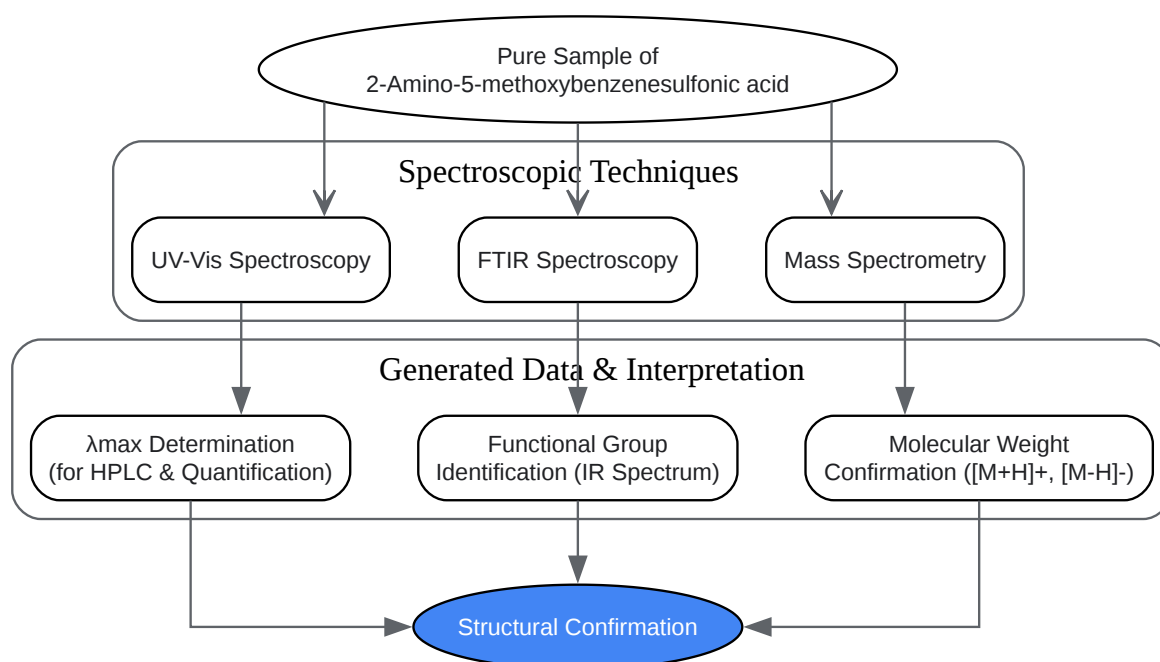 Pure Sample of
2-Amino-5-methoxybenzenesulfonic acid
Spectroscopic Techniques
UV-Vis Spectroscopy
FTIR Spectroscopy
Mass Spectrometry
Generated Data & Interpretation
λmax Determination
(for HPLC & Quantification)
Functional Group
Identification (IR Spectrum)
Molecular Weight
Confirmation ([M+H]+, [M-H]-)
Structural Confirmation